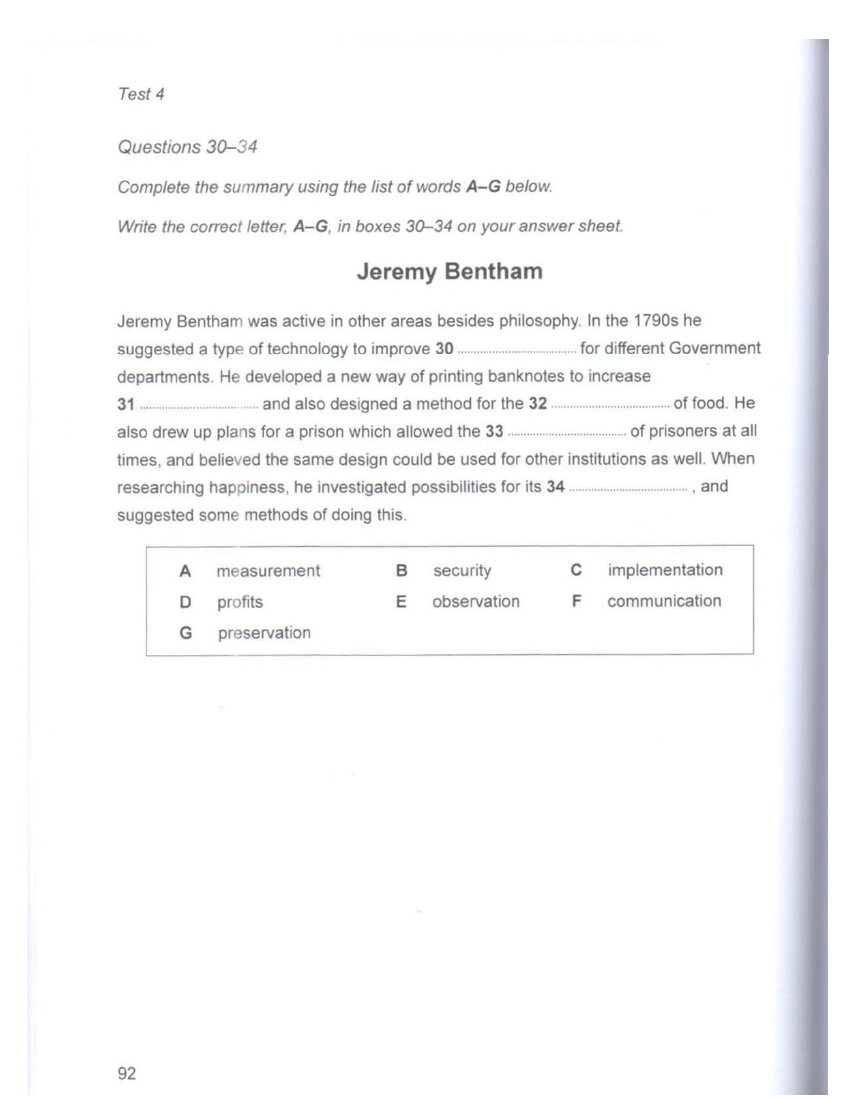 Test 4
Questions 30–34
Complete the summary using the list of words A–G below.
Write the correct letter, A–G, in boxes 30–34 on your answer sheet.
Jeremy Bentham
Jeremy Bentham was active in other areas besides philosophy. In the 1790s he
suggested a type of technology to improve 30 .................................... for different Government
departments. He developed a new way of printing banknotes to increase
31 .................................... and also designed a method for the 32 .................................... of food. He
also drew up plans for a prison which allowed the 33 .................................... of prisoners at all
times, and believed the same design could be used for other institutions as well. When
researching happiness, he investigated possibilities for its 34 .................................... , and
suggested some methods of doing this.
A measurement B security C implementation
D profits E observation F communication
G preservation
92